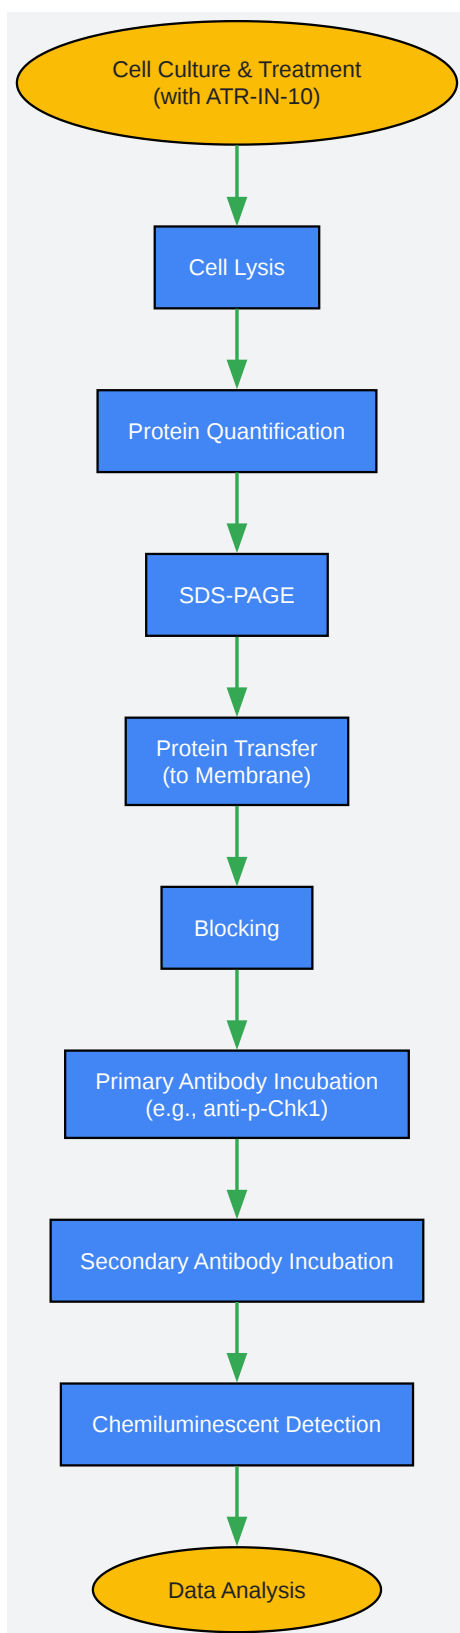 Cell Culture & Treatment
(with ATR-IN-10)
Cell Lysis
Protein Quantification
SDS-PAGE
Protein Transfer
(to Membrane)
Blocking
Primary Antibody Incubation
(e.g., anti-p-Chk1)
Secondary Antibody Incubation
Chemiluminescent Detection
Data Analysis